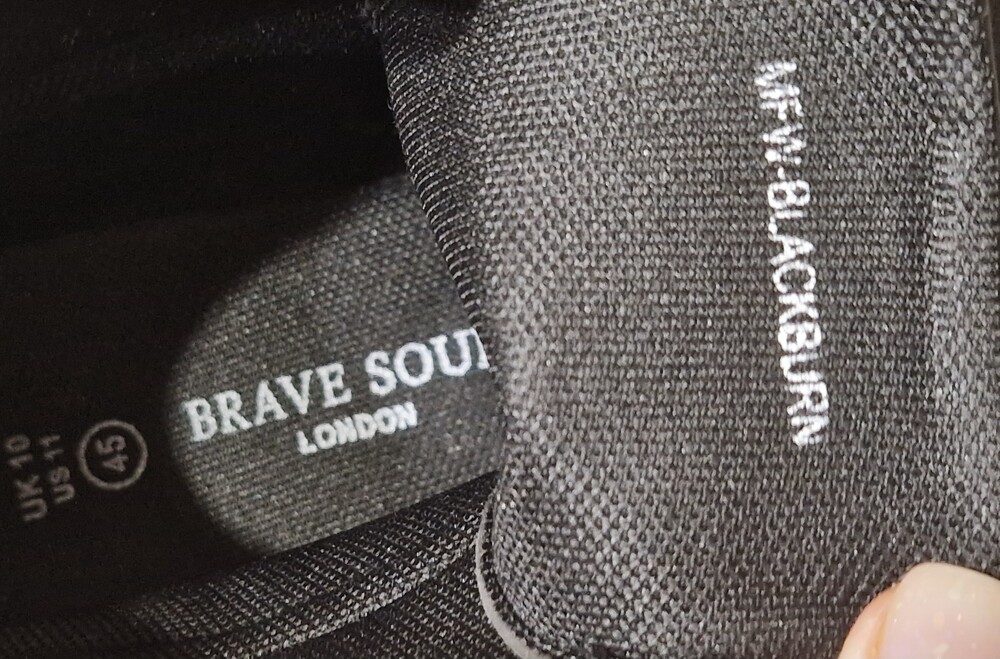 BRAVE SOUL
LONDON
UK 10
US 11
45
MFW-BLACKBURN